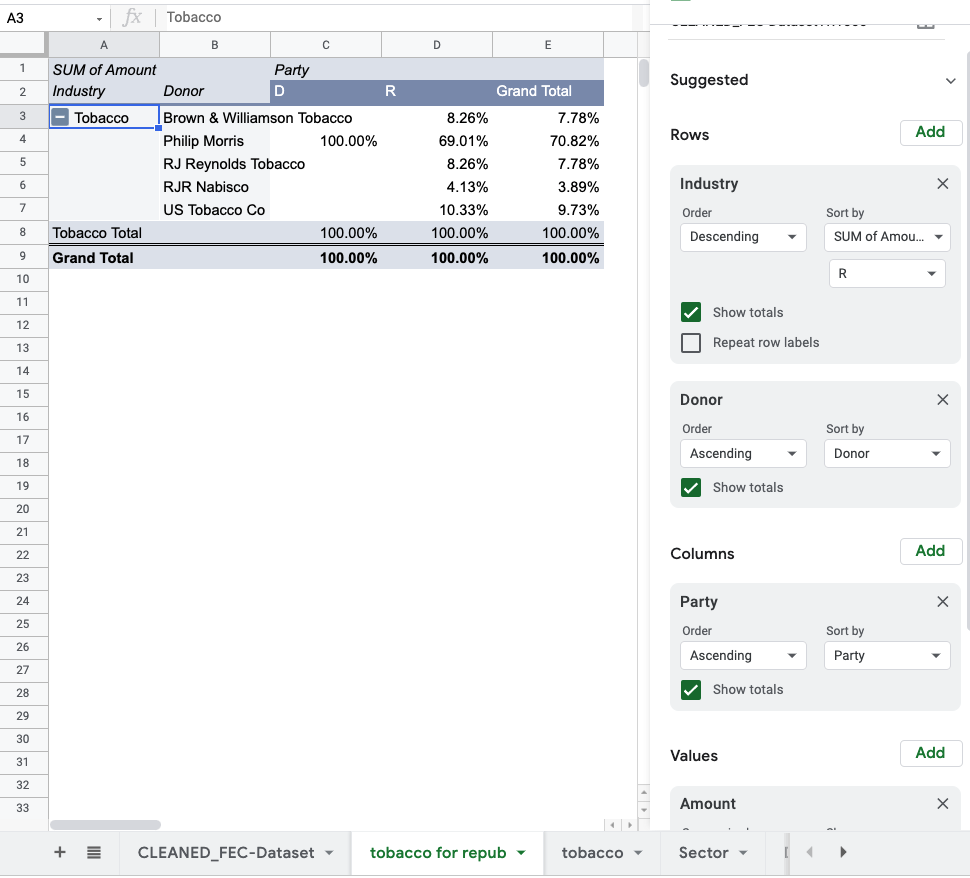 A3 fx Tobacco
A B C D E
1 SUM of Amount Party
2 Industry Donor D R Grand Total
3 Tobacco Brown & Williamson Tobacco 8.26% 7.78%
4 Philip Morris 100.00% 69.01% 70.82%
5 RJ Reynolds Tobacco 8.26% 7.78%
6 RJR Nabisco 4.13% 3.89%
7 US Tobacco Co 10.33% 9.73%
8 Tobacco Total 100.00% 100.00% 100.00%
9 Grand Total 100.00% 100.00% 100.00%
10
11
12
13
14
15
16
17
18
19
20
21
22
23
24
25
26
27
28
29
30
31
32
33
Suggested
Rows Add
Industry
Order Sort by
Descending SUM of Amou...
R
Show totals
Repeat row labels
Donor
Order Sort by
Ascending Donor
Show totals
Columns Add
Party
Order Sort by
Ascending Party
Show totals
Values Add
Amount
CLEANED_FEC-Dataset tobacco for repub tobacco Sector